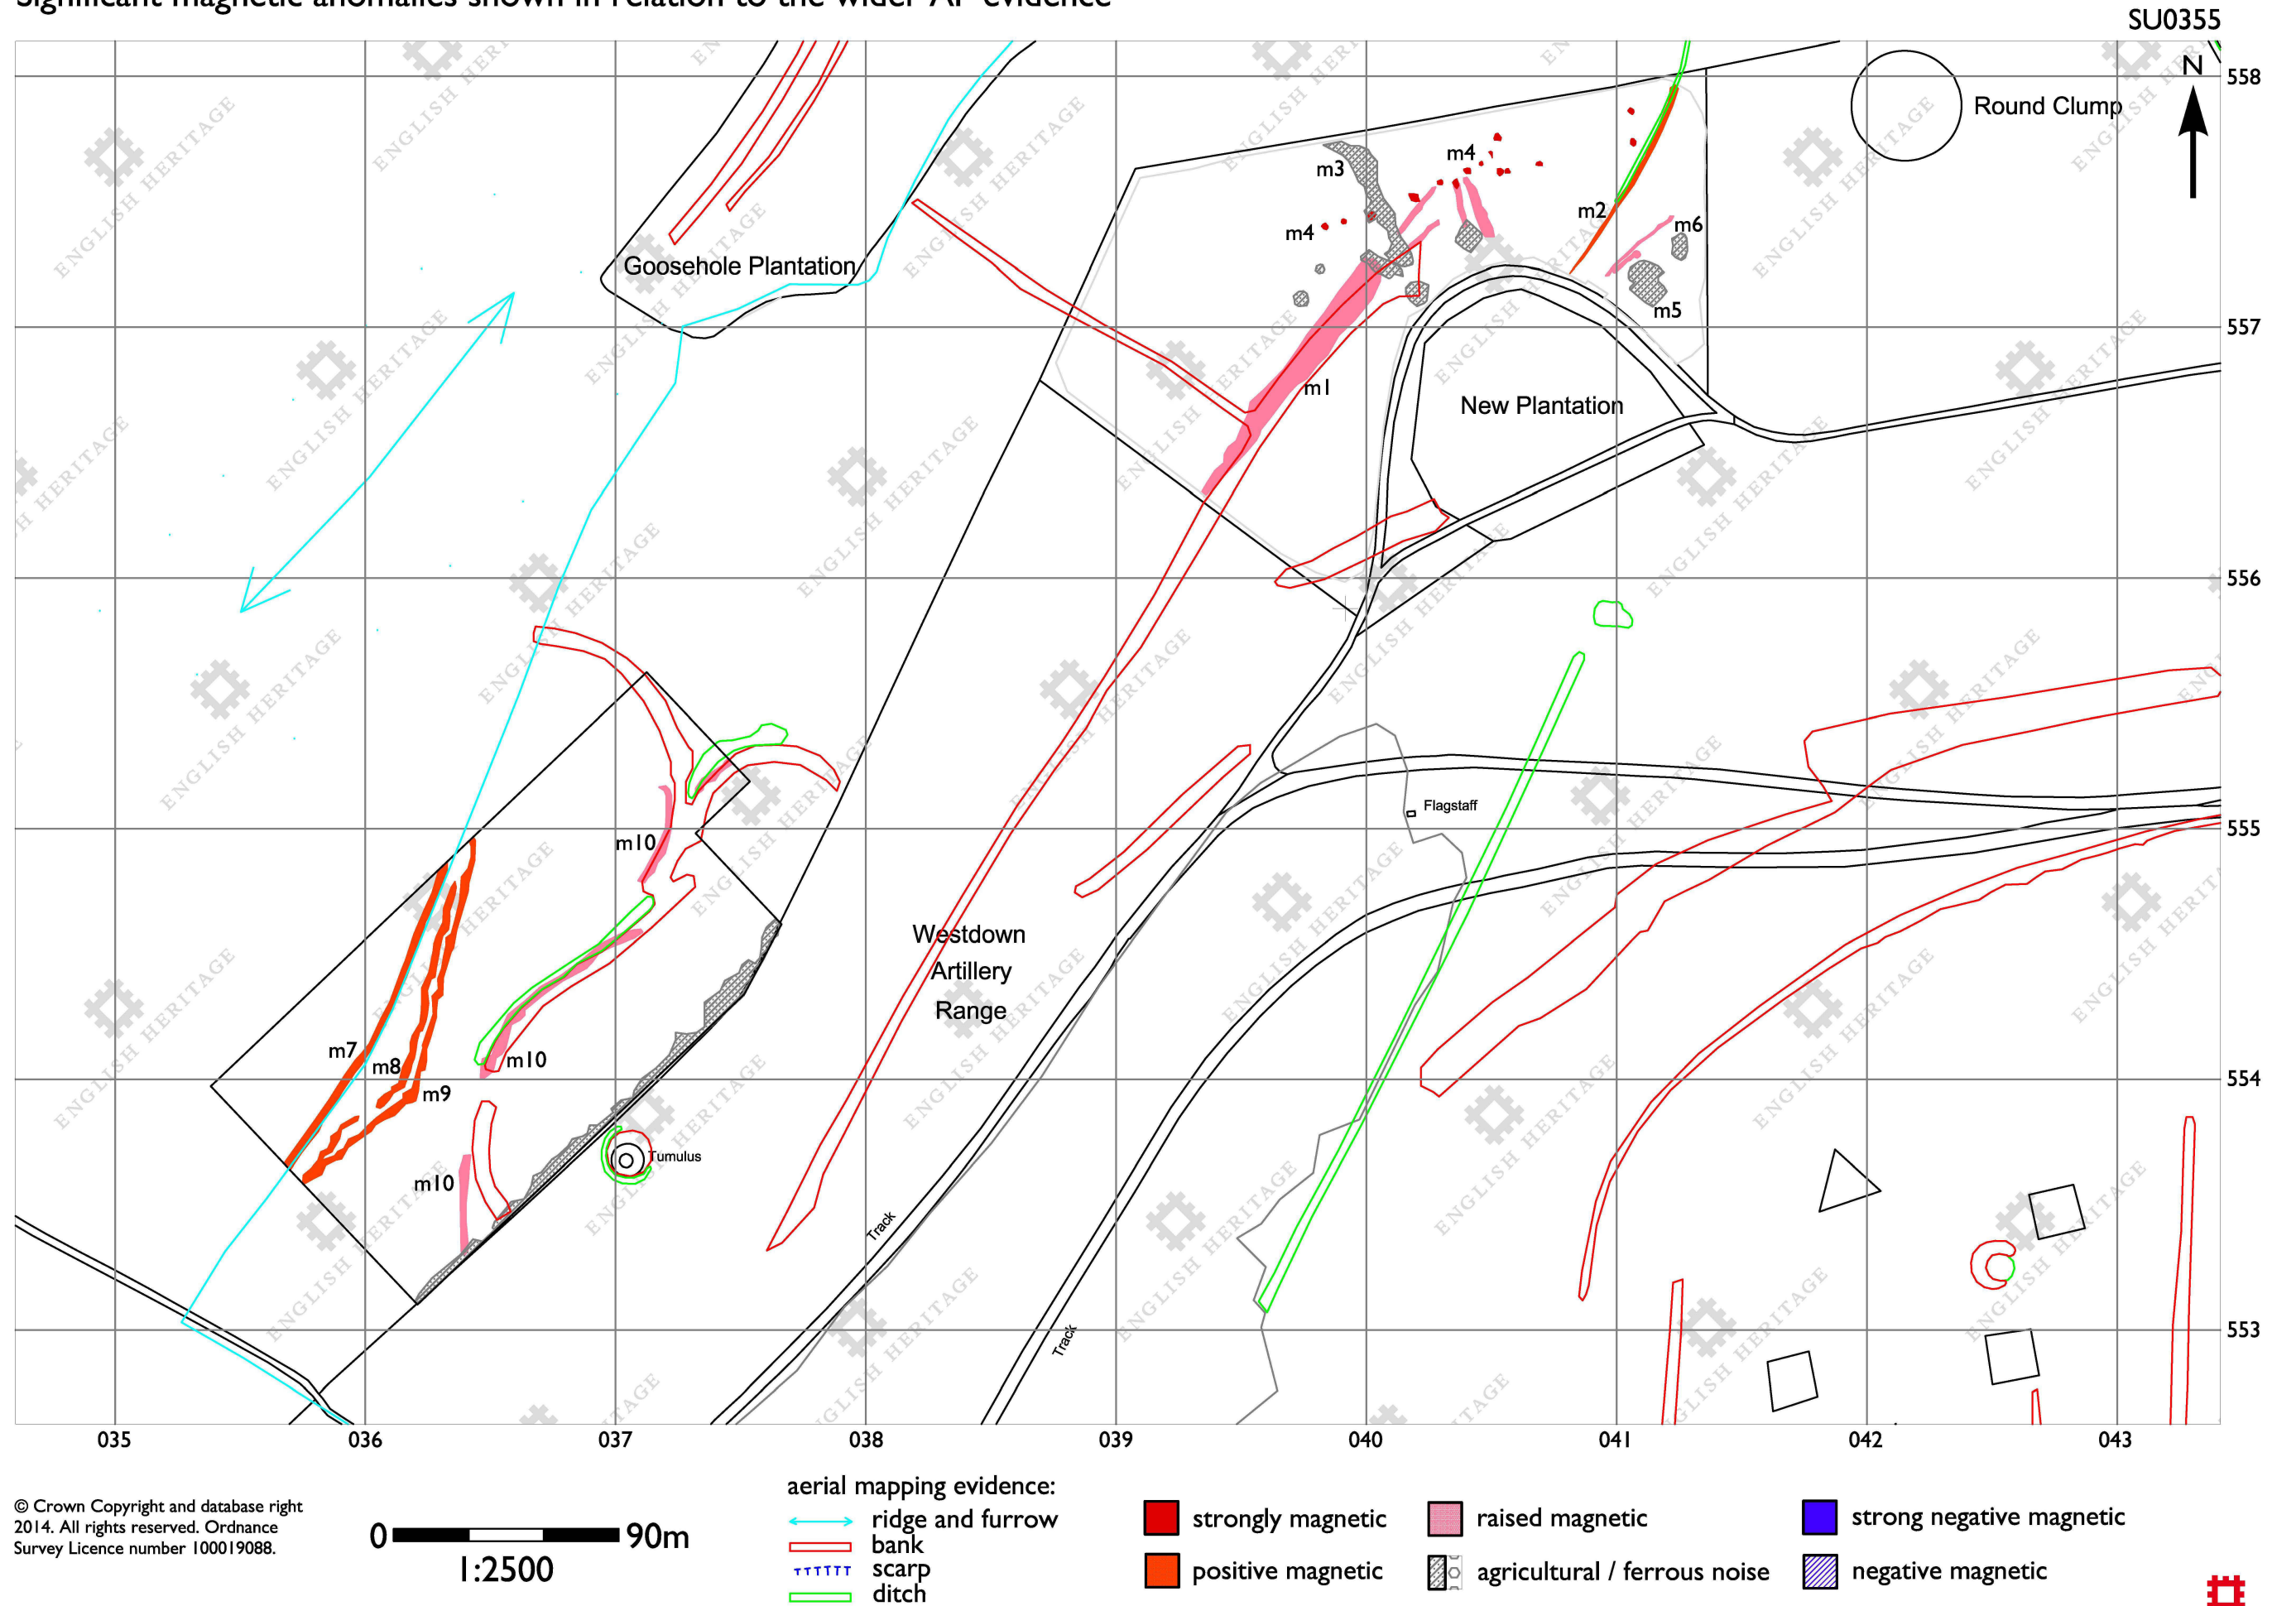 Significant magnetic anomalies shown in relation to the wider AP evidence
SU0355
N
558
Round Clump
m3
m4
m4
m2
m6
m5
Goosehole Plantation
557
m1
New Plantation
556
Flagstaff
555
m10
Westdown
Artillery
Range
m7
m8
m10
554
m9
Tumulus
m10
Track
Track
553
035
036
037
038
039
040
041
042
043
© Crown Copyright and database right
2014. All rights reserved. Ordnance
Survey Licence number 100019088.
0
90m
1:2500
aerial mapping evidence:
ridge and furrow
bank
scarp
ditch
strongly magnetic
positive magnetic
raised magnetic
agricultural / ferrous noise
strong negative magnetic
negative magnetic
ENGLISH HERITAGE